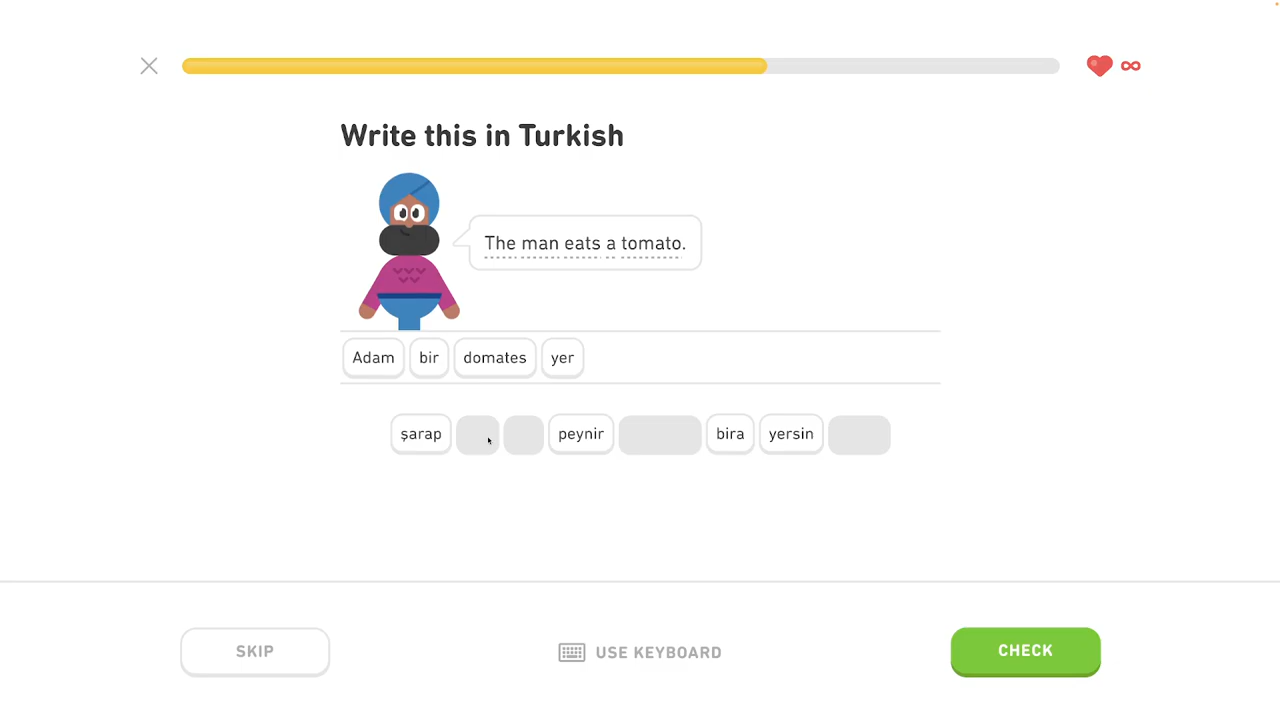 ∞
Write this in Turkish
The man eats a tomato.
Adam bir domates yer
şarap peynir bira yersin
SKIP USE KEYBOARD CHECK